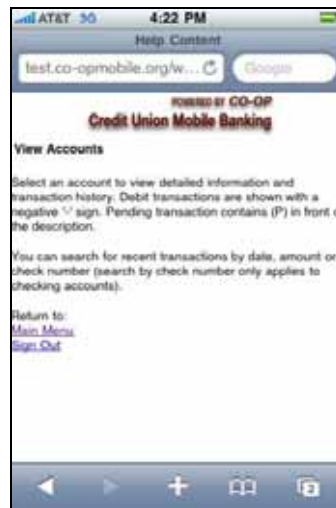 AT&T 3G 4:22 PM
Help Content
test.co-opmobile.org/w... Google
POWERED BY CO-OP
Credit Union Mobile Banking
View Accounts
Select an account to view detailed information and
transaction history. Debit transactions are shown with a
negative '-' sign. Pending transaction contains (P) in front o
the description.
You can search for recent transactions by date, amount or
check number (search by check number only applies to
checking accounts).
Return to:
Main Menu
Sign Out